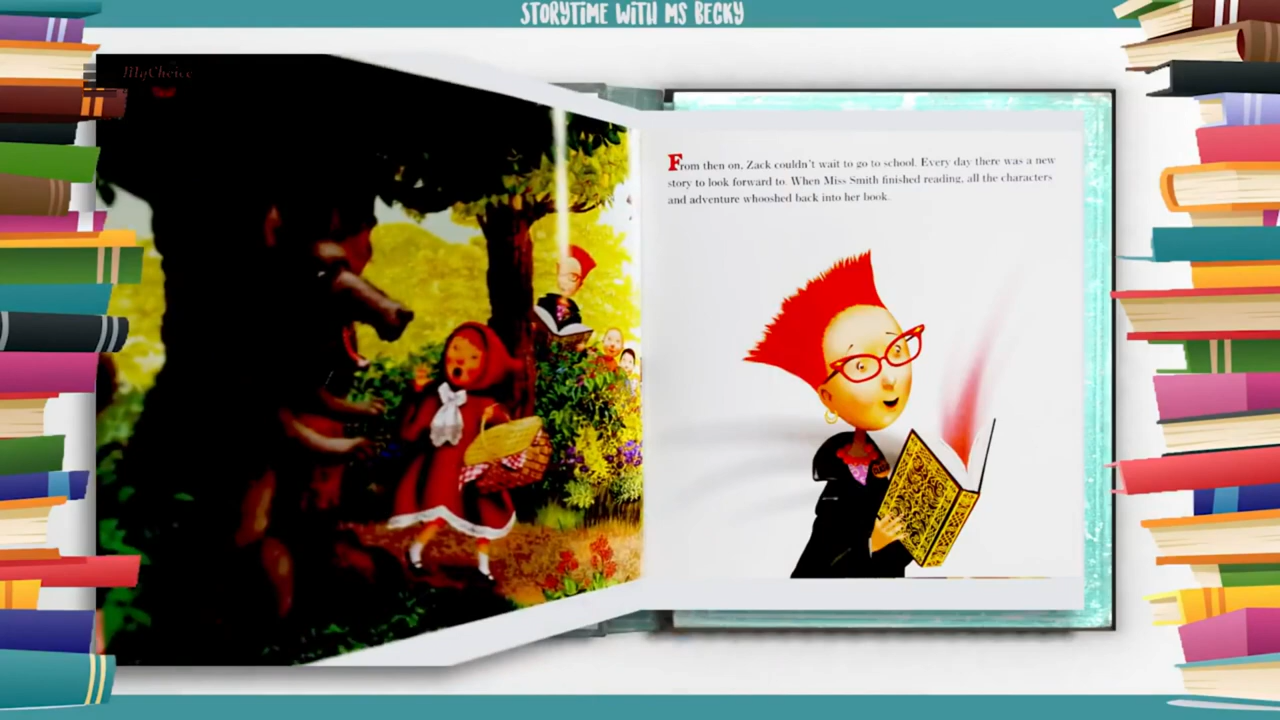 STORYTIME WITH MS BECKY
MyChoice
From then on, Zack couldn't wait to go to school. Every day there was a new
story to look forward to. When Miss Smith finished reading, all the characters
and adventure whooshed back into her book.